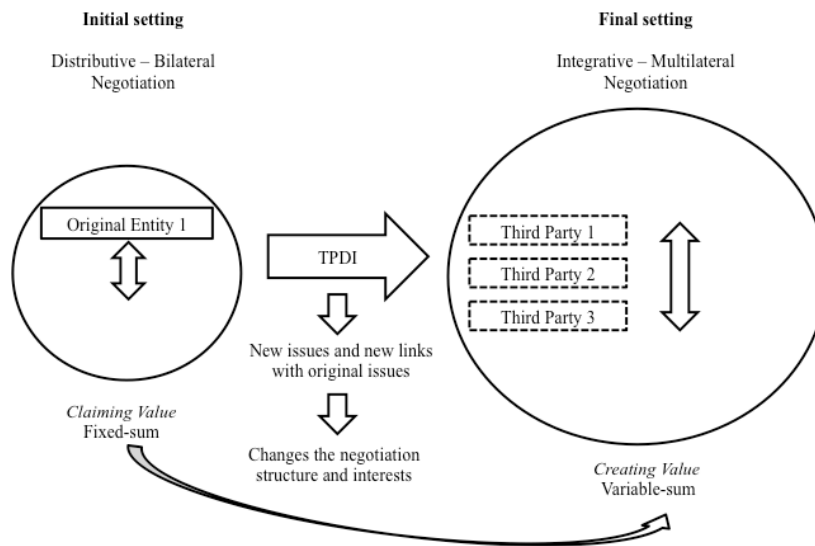 Initial setting
Distributive – Bilateral
Negotiation
Original Entity 1
Claiming Value
Fixed-sum
TPDI
New issues and new links
with original issues
Changes the negotiation
structure and interests
Final setting
Integrative – Multilateral
Negotiation
Third Party 1
Third Party 2
Third Party 3
Creating Value
Variable-sum